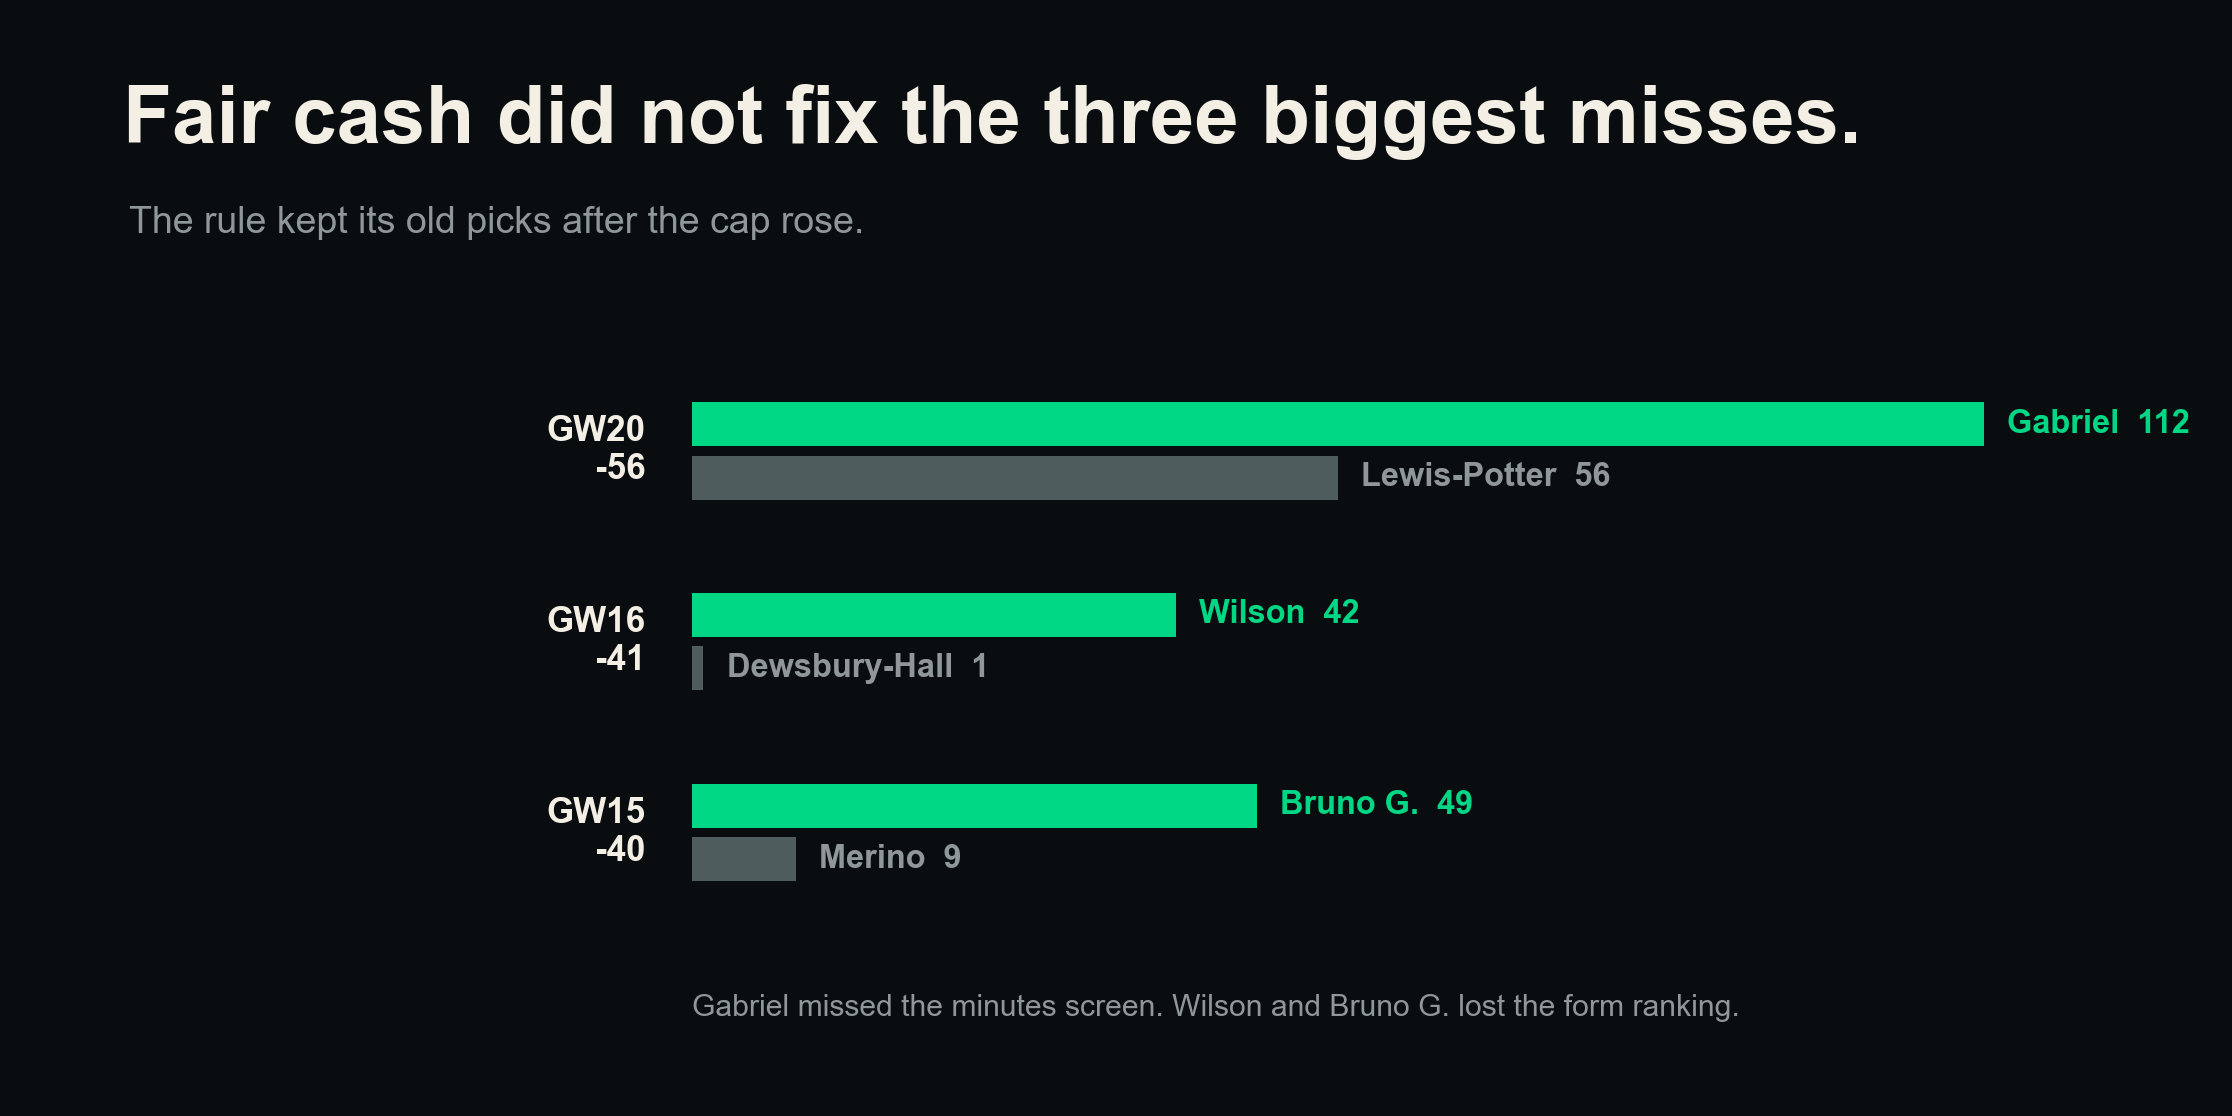 Fair cash did not fix the three biggest misses.
The rule kept its old picks after the cap rose.
GW20
-56
Gabriel 112
Lewis-Potter 56
GW16
-41
Wilson 42
Dewsbury-Hall 1
GW15
-40
Bruno G. 49
Merino 9
Gabriel missed the minutes screen. Wilson and Bruno G. lost the form ranking.